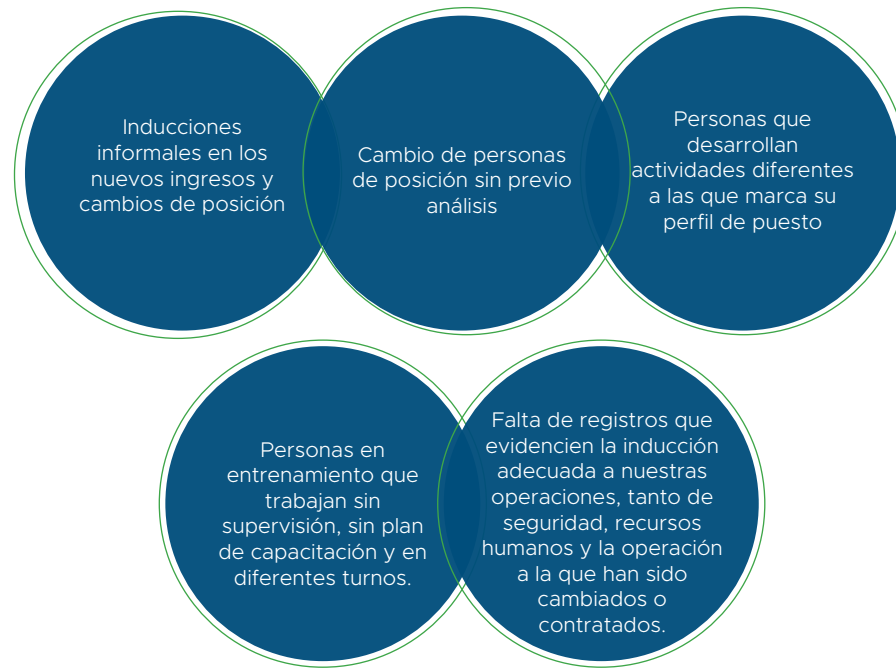 Inducciones
informales en los
nuevos ingresos y
cambios de posición
Cambio de personas
de posición sin previo
análisis
Personas que
desarrollan
actividades diferentes
a las que marca su
perfil de puesto
Personas en
entrenamiento que
trabajan sin
supervisión, sin plan
de capacitación y en
diferentes turnos.
Falta de registros que
evidencien la inducción
adecuada a nuestras
operaciones, tanto de
seguridad, recursos
humanos y la operación
a la que han sido
cambiados o
contratados.